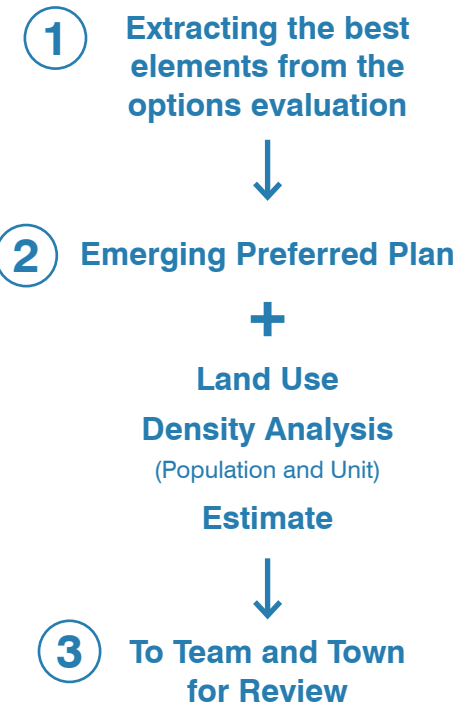 1 Extracting the best
elements from the
options evaluation
↓
2 Emerging Preferred Plan
+
Land Use
Density Analysis
(Population and Unit)
Estimate
↓
3 To Team and Town
for Review